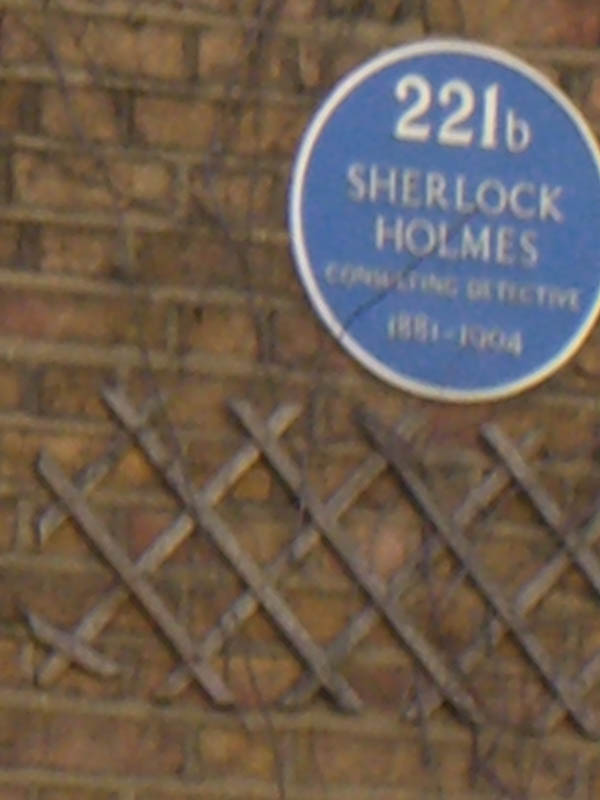 221b
SHERLOCK
HOLMES
CONSULTING DETECTIVE
1881-1904